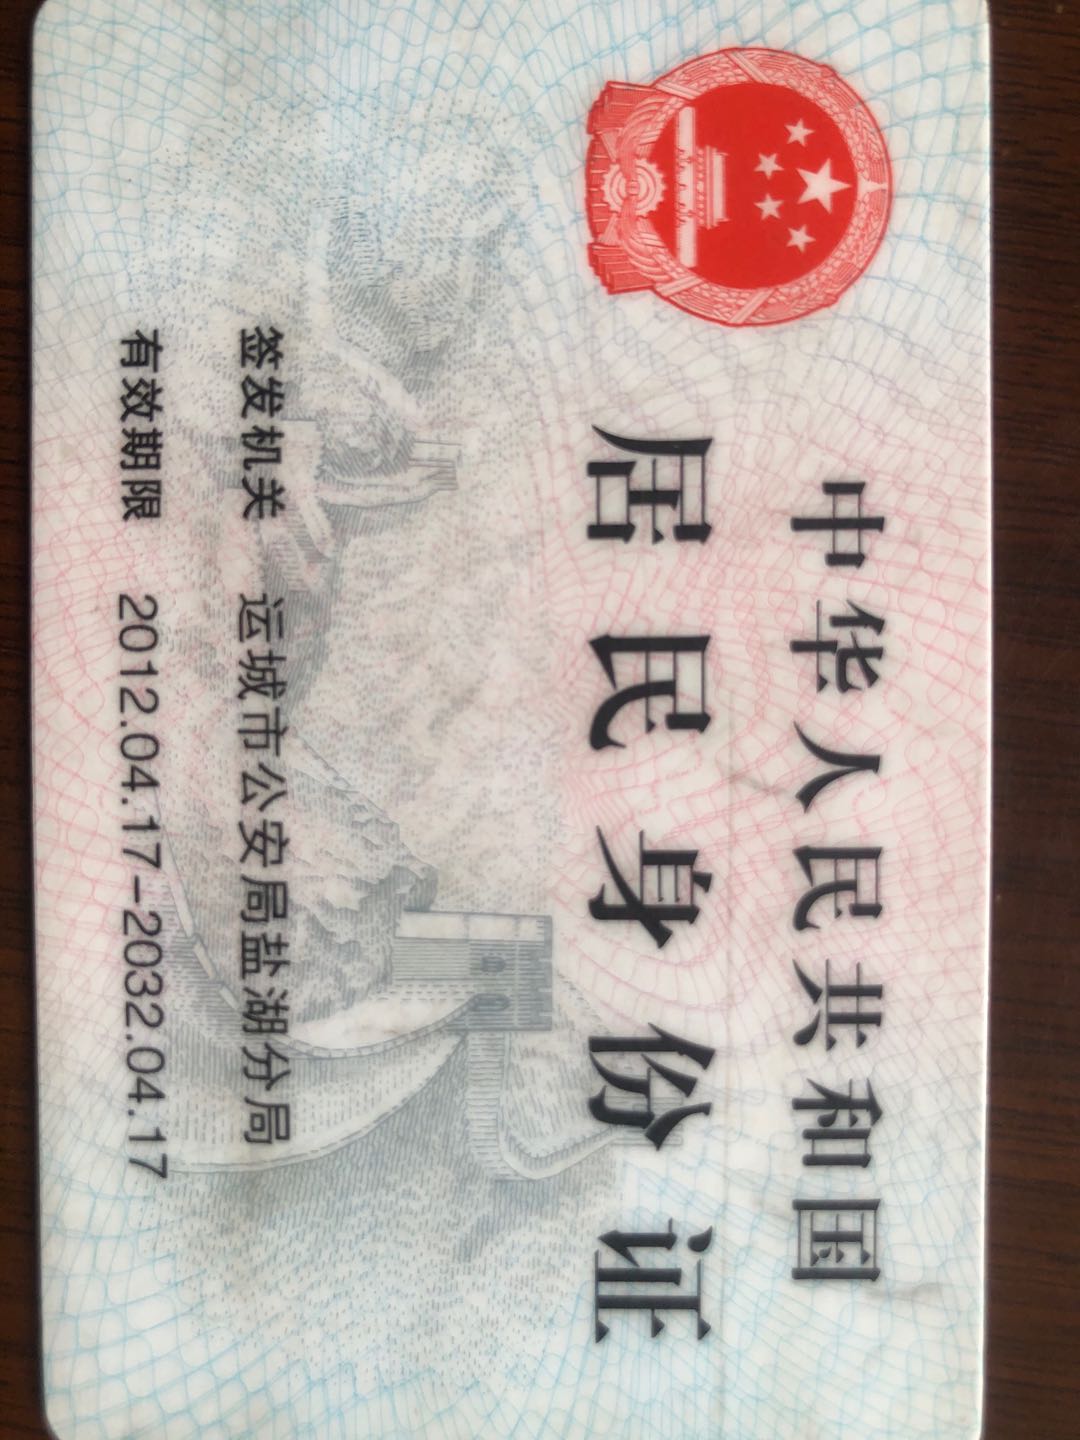 中华人民共和国
居民身份证
签发机关 运城市公安局盐湖分局
有效期限 2012.04.17-2032.04.17